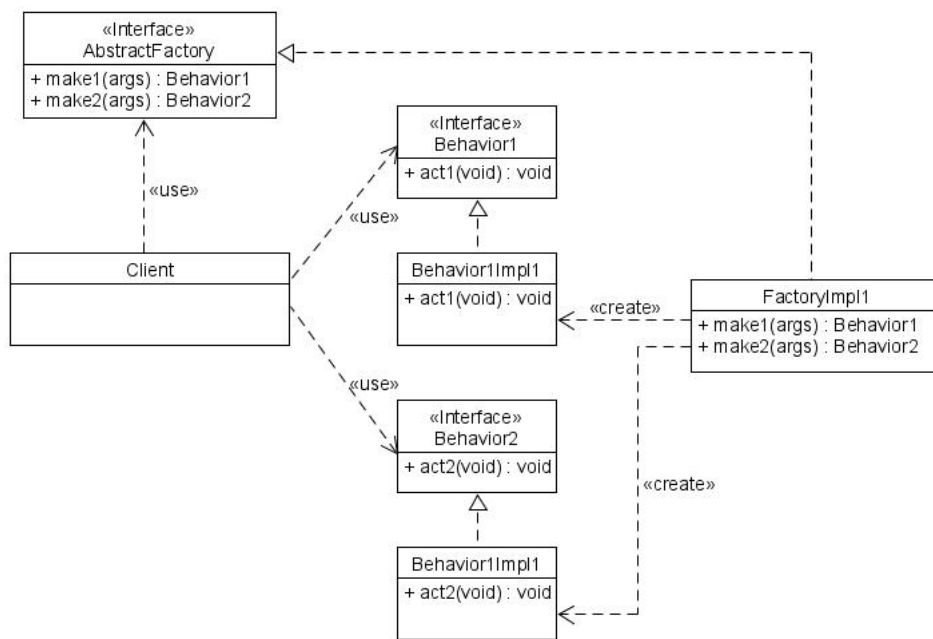 «Interface»
AbstractFactory
+ make1(args) : Behavior1
+ make2(args) : Behavior2
«use»
Client
«Interface»
Behavior1
+ act1(void) : void
«use»
Behavior1Impl1
+ act1(void) : void
«create»
FactoryImpl1
+ make1(args) : Behavior1
+ make2(args) : Behavior2
«use»
«Interface»
Behavior2
+ act2(void) : void
«create»
Behavior1Impl1
+ act2(void) : void